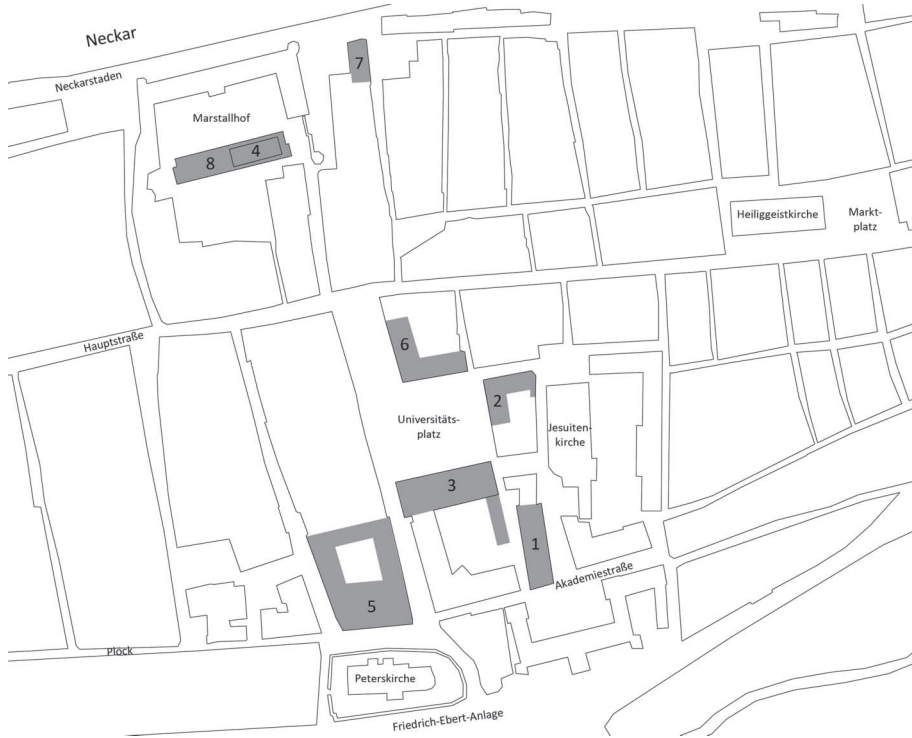 Neckar
Neckarstaden
7
Marstallhof
8
4
Heiliggeistkirche
Markt-
platz
Hauptstraße
6
2
Universitäts-
platz
Jesuiten-
kirche
3
1
Akademiestraße
5
Plöck
Peterskirche
Friedrich-Ebert-Anlage